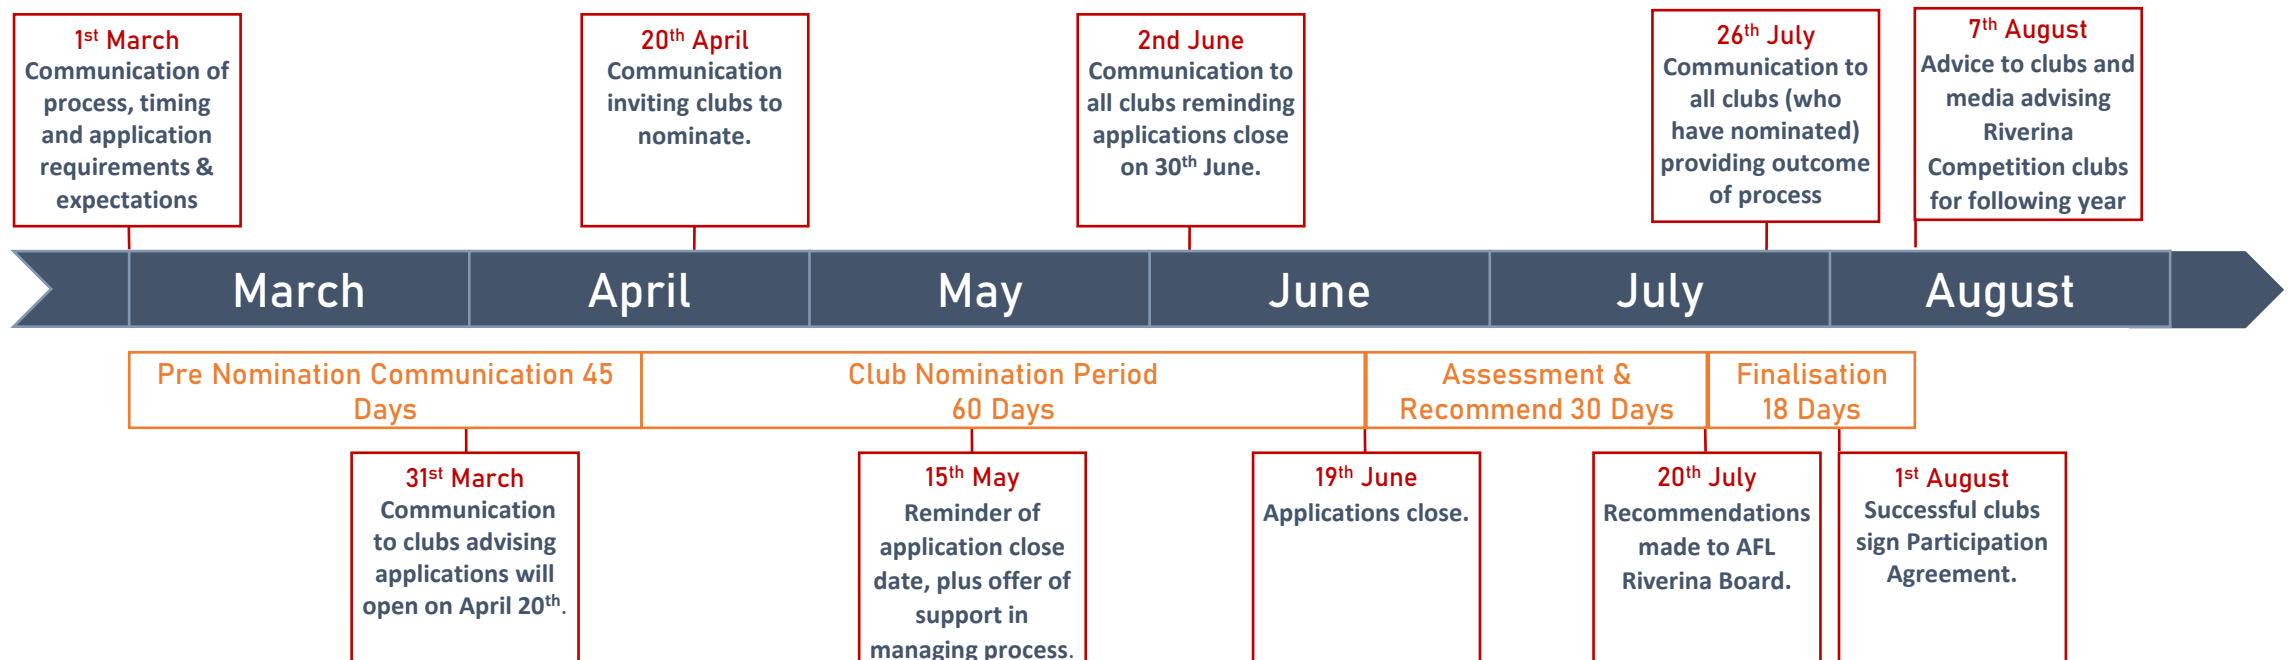 1st March
Communication of
process, timing
and application
requirements &
expectations
20th April
Communication
inviting clubs to
nominate.
2nd June
Communication to
all clubs reminding
applications close
on 30th June.
26th July
Communication to
all clubs (who
have nominated)
providing outcome
of process
7th August
Advice to clubs and
media advising
Riverina
Competition clubs
for following year
March
April
May
June
July
August
Pre Nomination Communication 45
Days
Club Nomination Period
60 Days
Assessment &
Recommend 30 Days
Finalisation
18 Days
31st March
Communication
to clubs advising
applications will
open on April 20th.
15th May
Reminder of
application close
date, plus offer of
support in
managing process.
19th June
Applications close.
20th July
Recommendations
made to AFL
Riverina Board.
1st August
Successful clubs
sign Participation
Agreement.